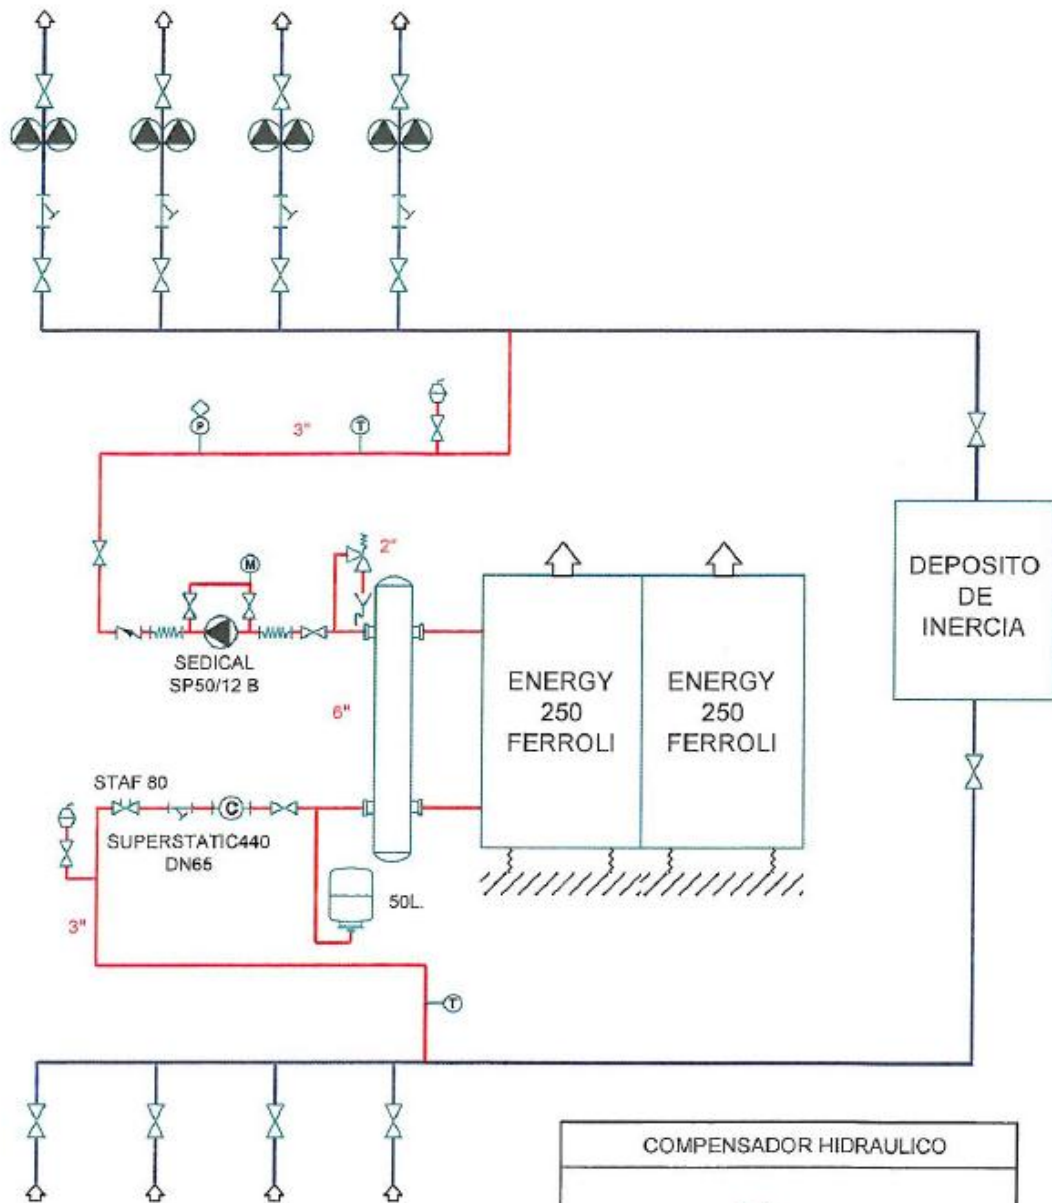 P
3"
T
M
2"
SEDICAL
SP50/12 B
6"
ENERGY
250
FERROLI
ENERGY
250
FERROLI
DEPOSITO
DE
INERCIA
STAF 80
C
SUPERSTATIC440
DN65
50L.
3"
T
COMPENSADOR HIDRAULICO